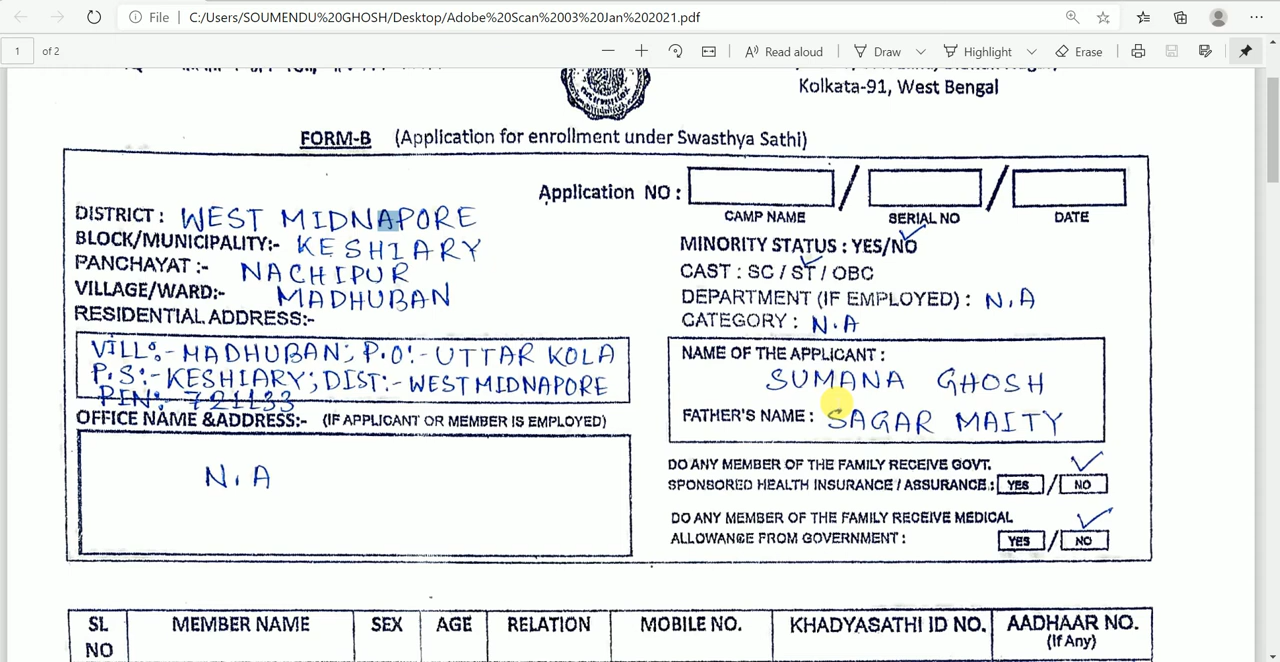 File
C:/Users/SOUMENDU%20GHOSH/Desktop/Adobe%20Scan%2003%20Jan%202021.pdf
1 of 2
Read aloud
Draw
Highlight
Erase
Kolkata-91, West Bengal
FORM-B (Application for enrollment under Swasthya Sathi)
Application NO : / /
CAMP NAME SERIAL NO DATE
DISTRICT : WEST MIDNAPORE
BLOCK/MUNICIPALITY:- KESHIARY
PANCHAYAT :- NACHIPUR
VILLAGE/WARD:- MADHUBAN
RESIDENTIAL ADDRESS:-
VILL:- MADHUBAN; P.O:- UTTAR KOLA
P.S:- KESHIARY; DIST:- WEST MIDNAPORE
PIN:- 721133
OFFICE NAME &ADDRESS:- (IF APPLICANT OR MEMBER IS EMPLOYED)
N.A
MINORITY STATUS : YES/NO
CAST : SC / ST / OBC
DEPARTMENT (IF EMPLOYED) : N.A
CATEGORY : N.A
NAME OF THE APPLICANT :
SUMANA GHOSH
FATHER'S NAME : SAGAR MAITY
DO ANY MEMBER OF THE FAMILY RECEIVE GOVT.
SPONSORED HEALTH INSURANCE / ASSURANCE.: YES / NO
DO ANY MEMBER OF THE FAMILY RECEIVE MEDICAL
ALLOWANCE FROM GOVERNMENT : YES / NO
SL NO MEMBER NAME SEX AGE RELATION MOBILE NO. KHADYASATHI ID NO. AADHAAR NO. (If Any)